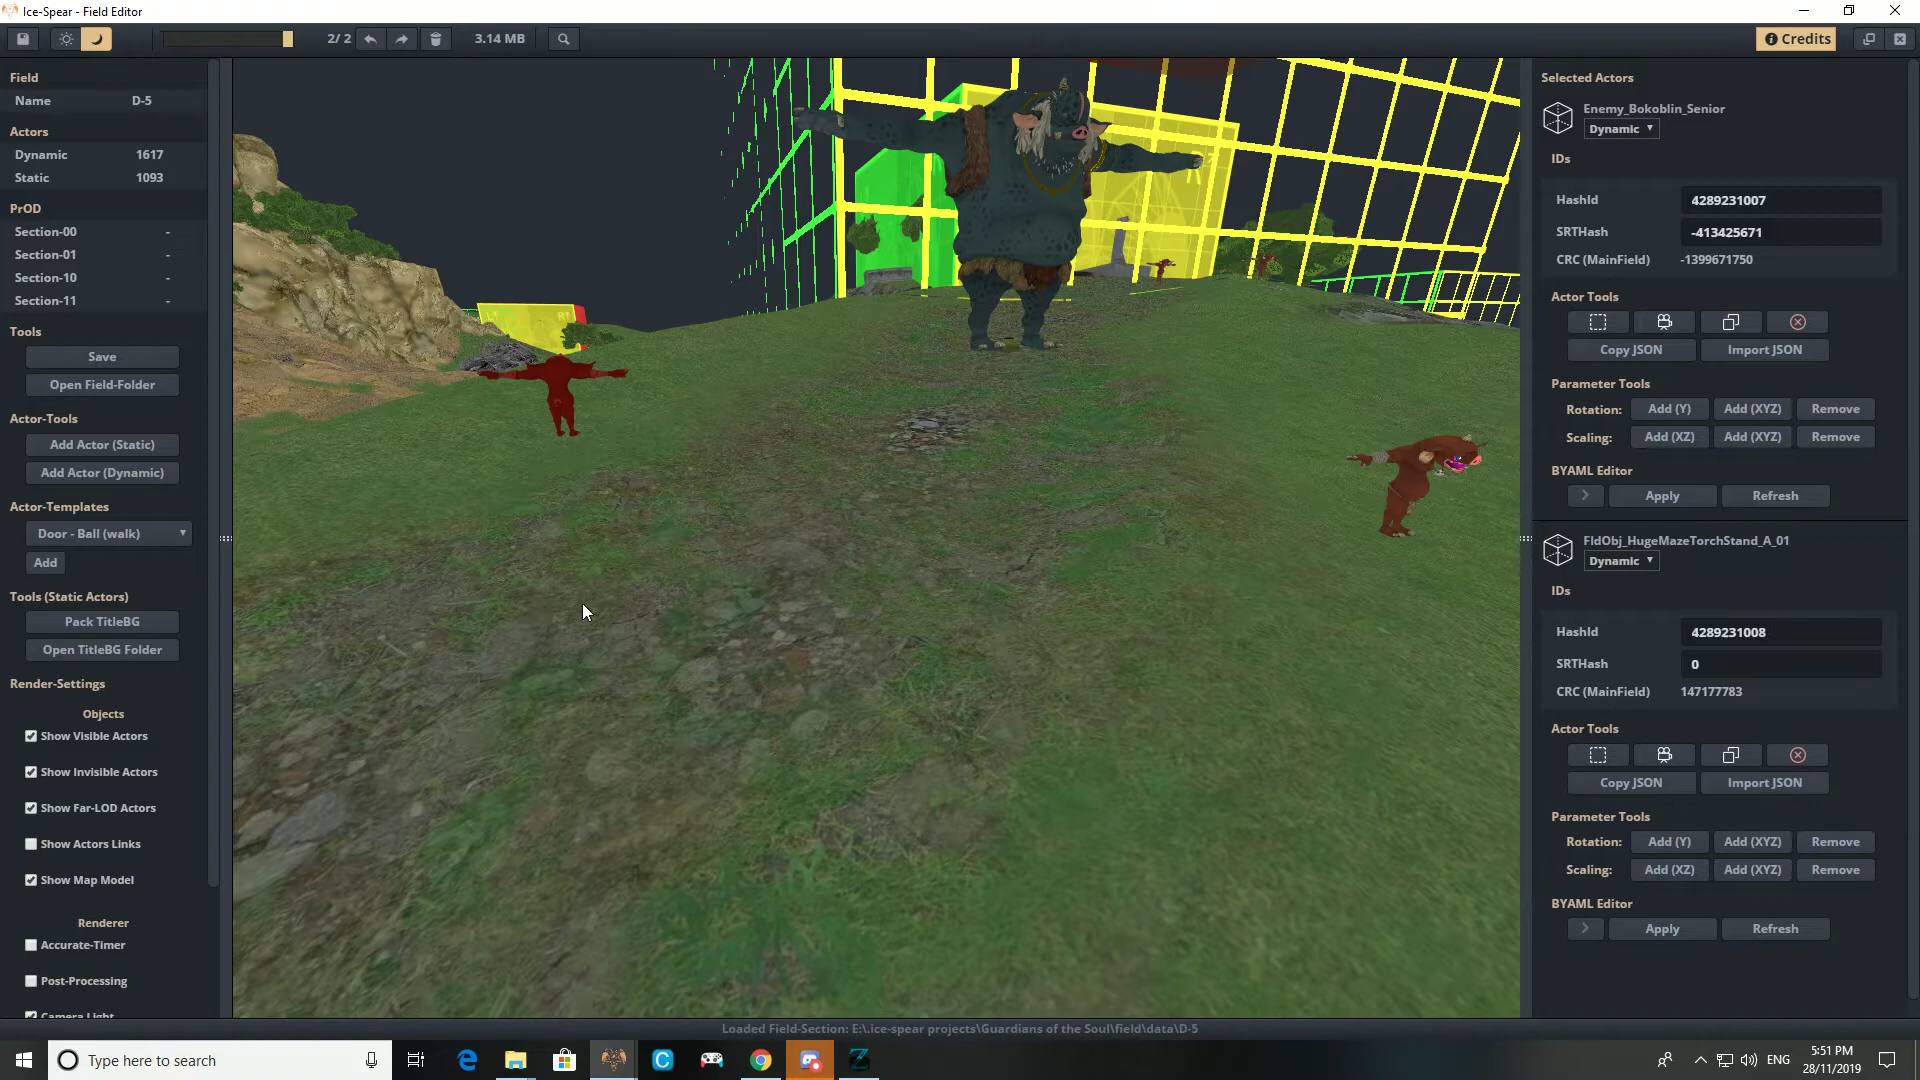 Ice-Spear - Field Editor
2/ 2
3.14 MB
Credits
Field
Name D-5
Actors
Dynamic 1617
Static 1093
PrOD
Section-00 -
Section-01 -
Section-10 -
Section-11 -
Tools
Save
Open Field-Folder
Actor-Tools
Add Actor (Static)
Add Actor (Dynamic)
Actor-Templates
Door - Ball (walk)
Add
Tools (Static Actors)
Pack TitleBG
Open TitleBG Folder
Render-Settings
Objects
Show Visible Actors
Show Invisible Actors
Show Far-LOD Actors
Show Actors Links
Show Map Model
Renderer
Accurate-Timer
Post-Processing
Camera Light
Selected Actors
Enemy_Bokoblin_Senior
Dynamic
IDs
HashId 4289231007
SRTHash -413425671
CRC (MainField) -1399671750
Actor Tools
Copy JSON Import JSON
Parameter Tools
Rotation: Add (Y) Add (XYZ) Remove
Scaling: Add (XZ) Add (XYZ) Remove
BYAML Editor
Apply Refresh
FldObj_HugeMazeTorchStand_A_01
Dynamic
IDs
HashId 4289231008
SRTHash 0
CRC (MainField) 147177783
Actor Tools
Copy JSON Import JSON
Parameter Tools
Rotation: Add (Y) Add (XYZ) Remove
Scaling: Add (XZ) Add (XYZ) Remove
BYAML Editor
Apply Refresh
Loaded Field-Section: E:\.ice-spear projects\Guardians of the Soul\field\data\D-5
Type here to search
ENG
5:51 PM
28/11/2019